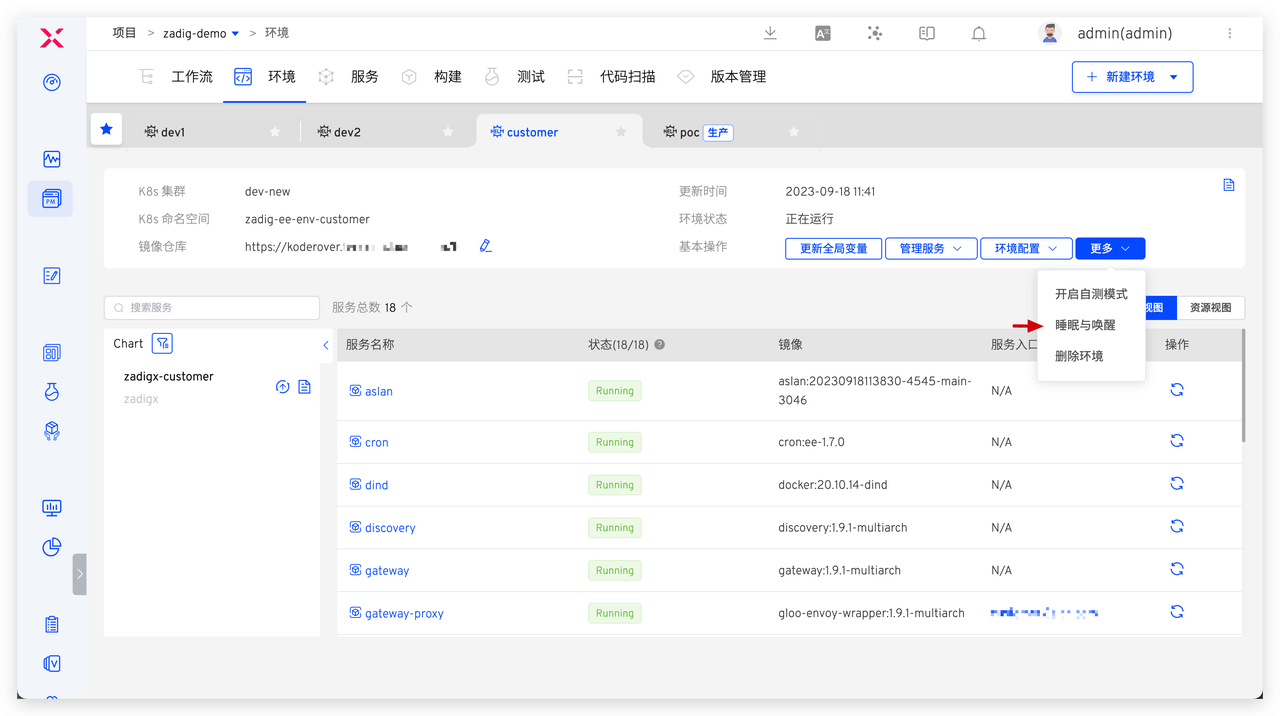 项目 > zadig-demo > 环境
admin(admin)
工作流 环境 服务 构建 测试 代码扫描 版本管理
新建环境
dev1 dev2 customer poc 生产
K8s 集群 dev-new 更新时间 2023-09-18 11:41
K8s 命名空间 zadig-ee-env-customer 环境状态 正在运行
镜像仓库 https://koderover. 基本操作 更新全局变量 管理服务 环境配置 更多
开启自测模式
睡眠与唤醒
删除环境
搜索服务 服务总数 18 个 视图 资源视图
Chart
zadigx-customer
zadigx
服务名称 状态(18/18) 镜像 服务入口 操作
aslan Running aslan:20230918113830-4545-main-
3046 N/A
cron Running cron:ee-1.7.0 N/A
dind Running docker:20.10.14-dind N/A
discovery Running discovery:1.9.1-multiarch N/A
gateway Running gateway:1.9.1-multiarch N/A
gateway-proxy Running gloo-envoy-wrapper:1.9.1-multiarch
PM